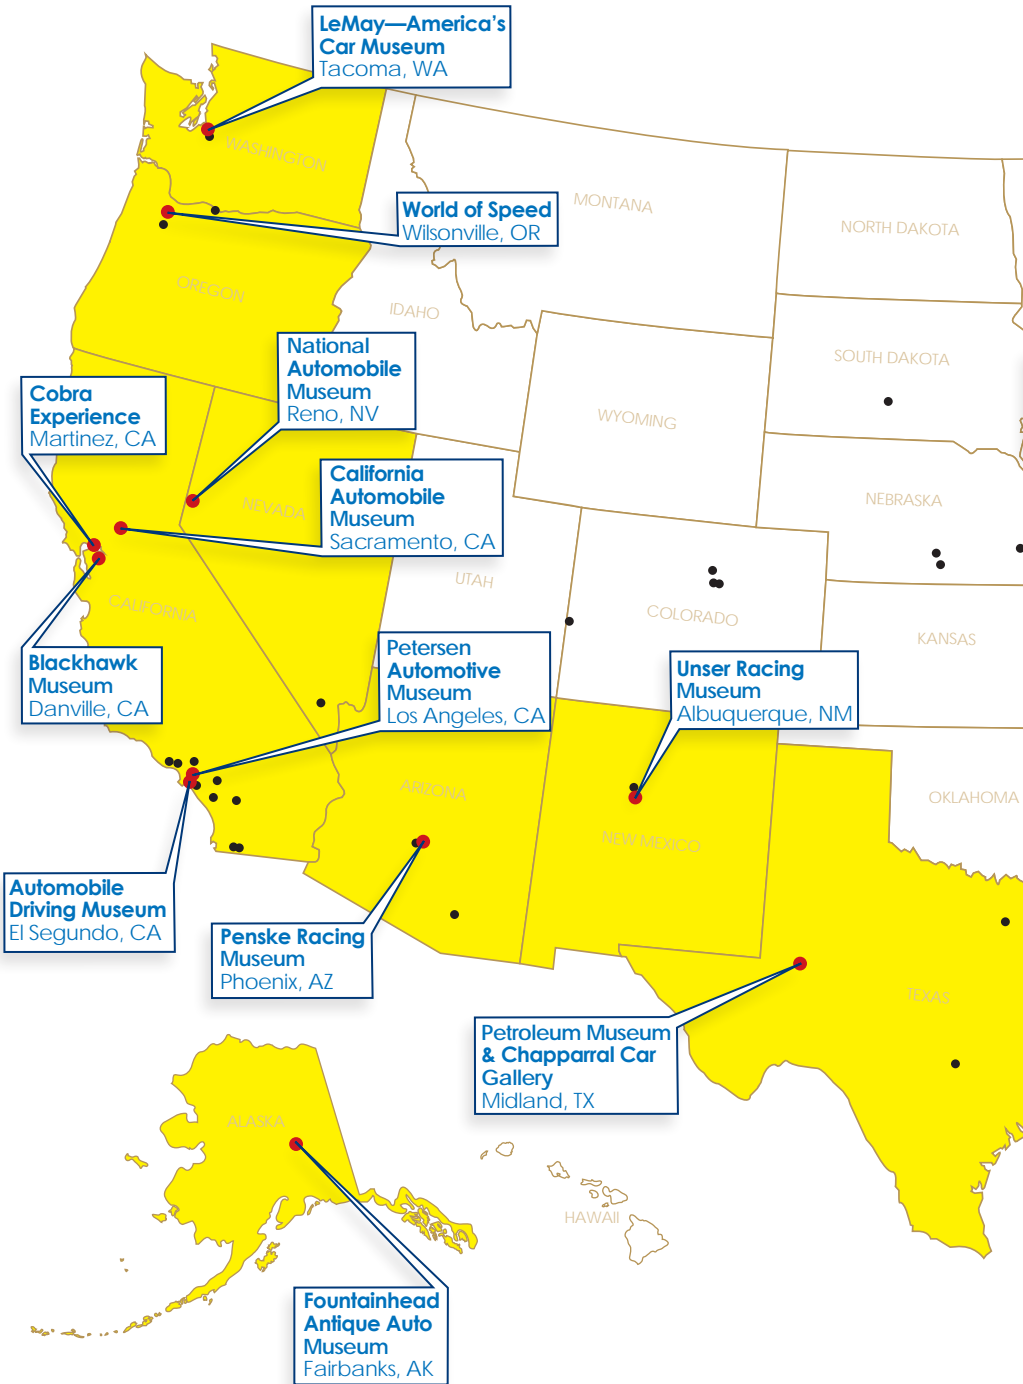 LeMay—America's
Car Museum
Tacoma, WA
WASHINGTON
MONTANA
NORTH DAKOTA
World of Speed
Wilsonville, OR
OREGON
IDAHO
SOUTH DAKOTA
National
Automobile
Museum
Reno, NV
Cobra
Experience
Martinez, CA
WYOMING
California
Automobile
Museum
Sacramento, CA
NEVADA
NEBRASKA
UTAH
CALIFORNIA
COLORADO
KANSAS
Blackhawk
Museum
Danville, CA
Petersen
Automotive
Museum
Los Angeles, CA
Unser Racing
Museum
Albuquerque, NM
ARIZONA
OKLAHOMA
NEW MEXICO
Automobile
Driving Museum
El Segundo, CA
Penske Racing
Museum
Phoenix, AZ
TEXAS
Petroleum Museum
& Chapparral Car
Gallery
Midland, TX
ALASKA
HAWAII
Fountainhead
Antique Auto
Museum
Fairbanks, AK